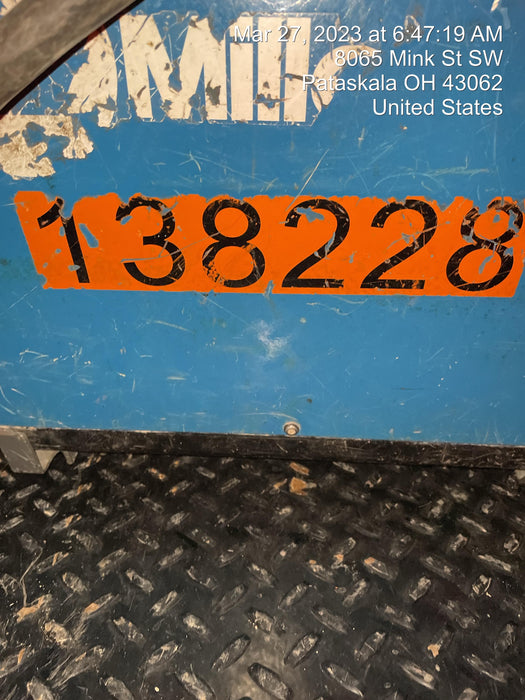 Mar 27, 2023 at 6:47:19 AM
8065 Mink St SW
Pataskala OH 43062
United States
138228